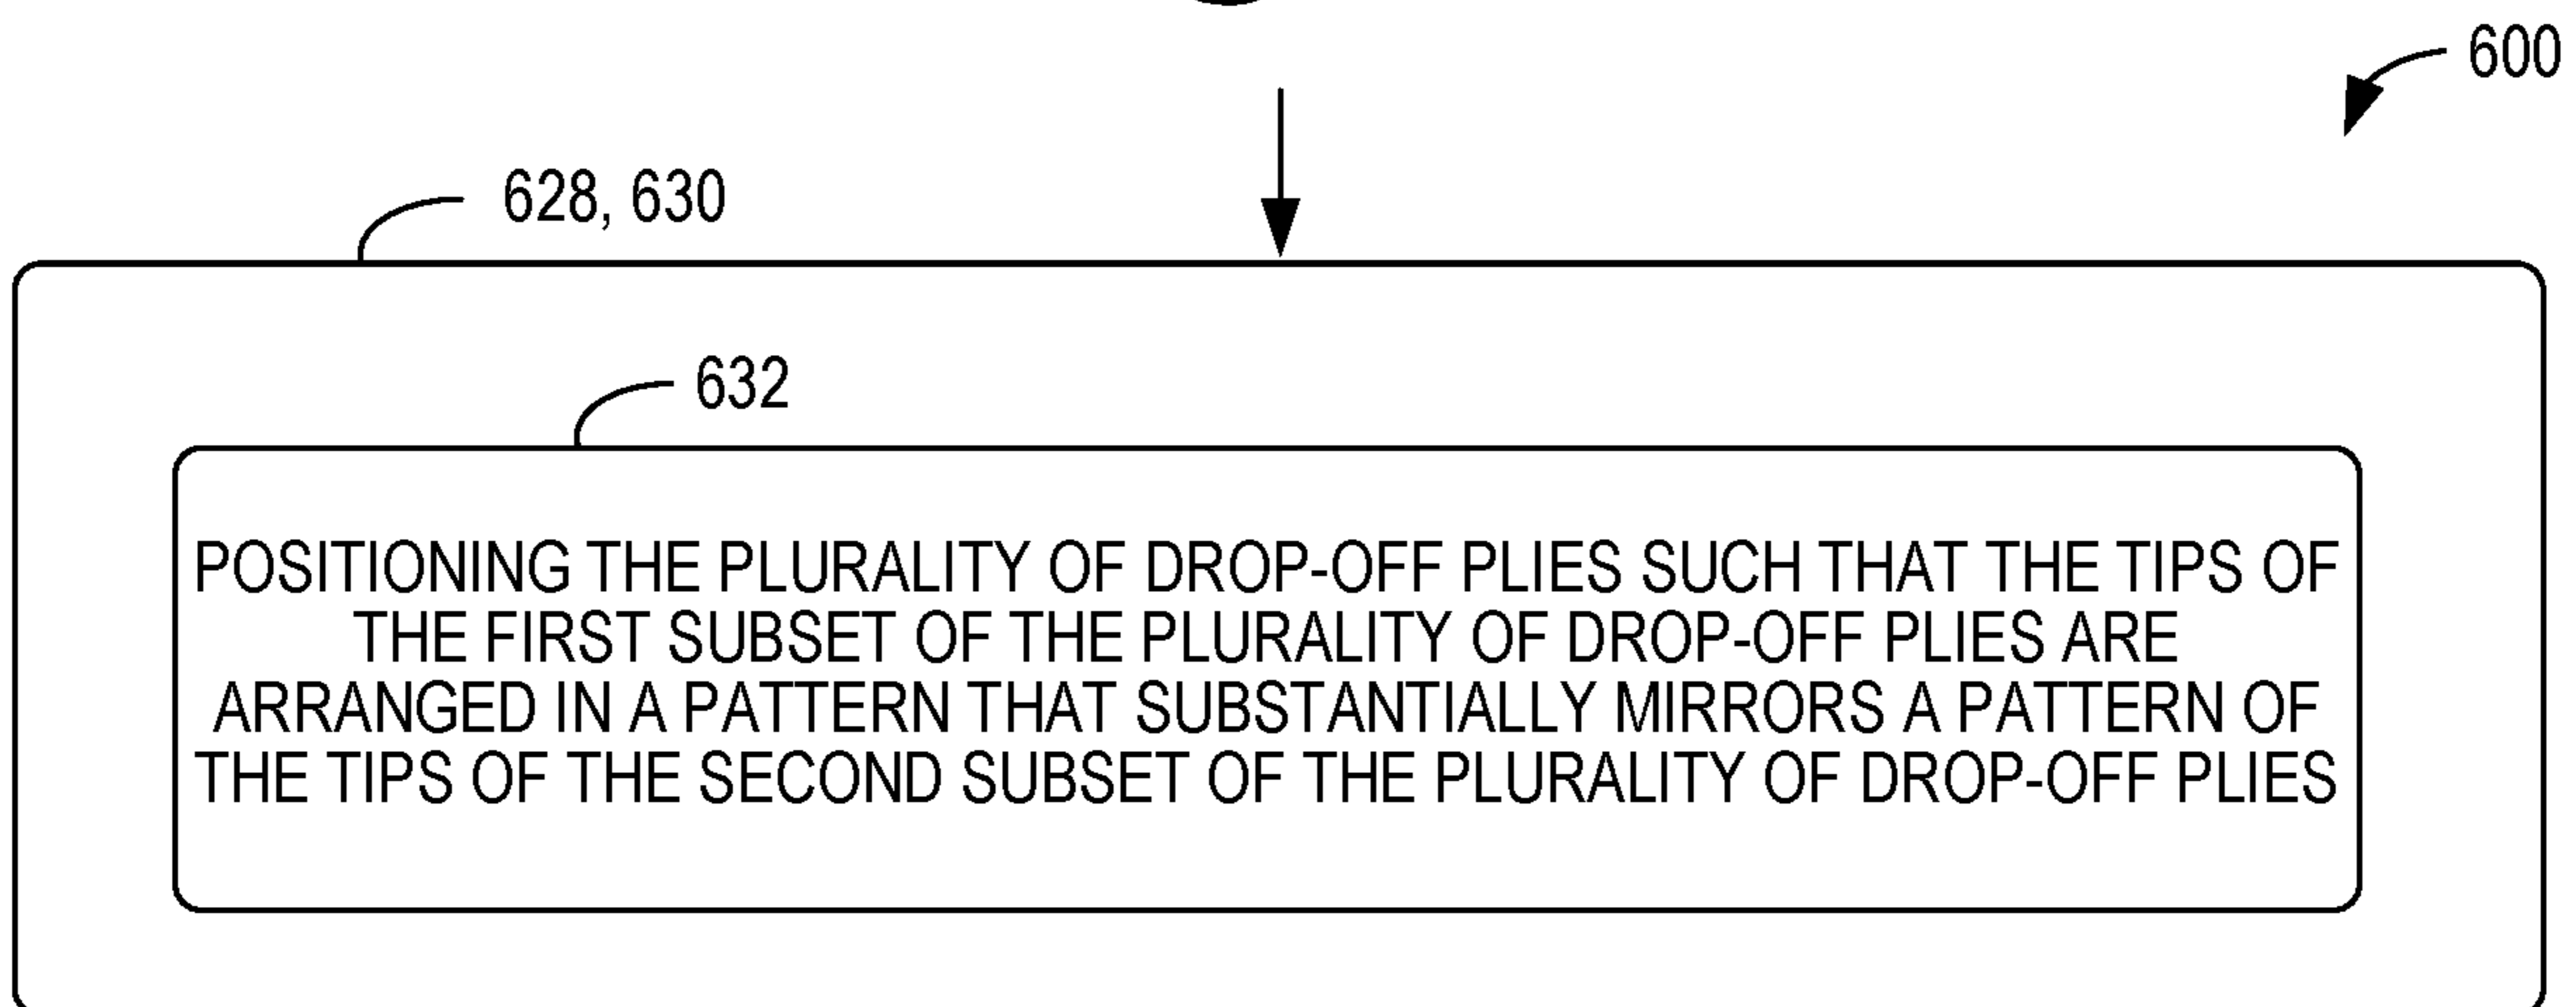 600
628, 630
632
POSITIONING THE PLURALITY OF DROP-OFF PLIES SUCH THAT THE TIPS OF
THE FIRST SUBSET OF THE PLURALITY OF DROP-OFF PLIES ARE
ARRANGED IN A PATTERN THAT SUBSTANTIALLY MIRRORS A PATTERN OF
THE TIPS OF THE SECOND SUBSET OF THE PLURALITY OF DROP-OFF PLIES